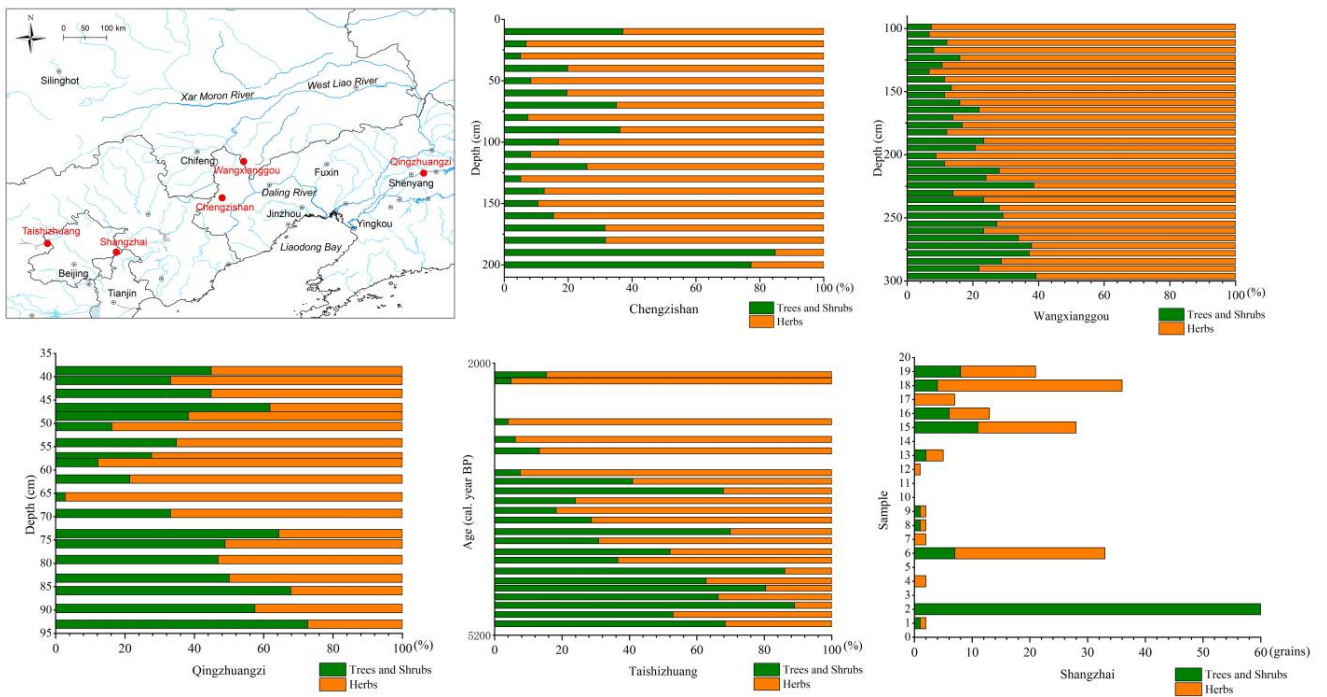 N
0 50 100 km
Silinghot
West Liao River
Xar Moron River
Chifeng
Wangxianggou
Fuxin
Qingzhuangzi
Shenyang
Daling River
Chengzishan
Jinzhou
Yingkou
Taishizhuang
Shangzhai
Liaodong Bay
Beijing
Tianjin
0
50
100
150
200
Depth (cm)
0 20 40 60 80 100 (%)
Chengzishan
Trees and Shrubs
Herbs
100
150
200
250
300
Depth (cm)
0 20 40 60 80 100 (%)
Wangxianggou
Trees and Shrubs
Herbs
35
40
45
50
55
60
65
70
75
80
85
90
95
Depth (cm)
0 20 40 60 80 100 (%)
Qingzhuangzi
Trees and Shrubs
Herbs
2000
5200
Age (cal. year BP)
0 20 40 60 80 100 (%)
Taishizhuang
Trees and Shrubs
Herbs
20
19
18
17
16
15
14
13
12
11
10
9
8
7
6
5
4
3
2
1
0
Sample
0 10 20 30 40 50 60 (grains)
Shangzhai
Trees and Shrubs
Herbs